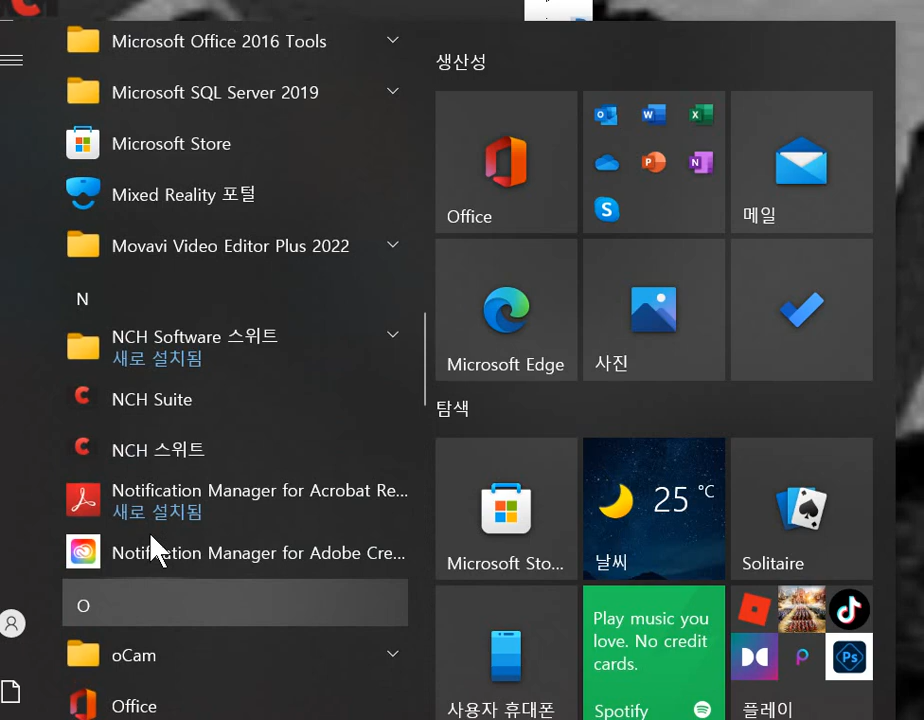 Microsoft Office 2016 Tools
Microsoft SQL Server 2019
Microsoft Store
Mixed Reality 포털
Movavi Video Editor Plus 2022
N
NCH Software 스위트
새로 설치됨
NCH Suite
NCH 스위트
Notification Manager for Acrobat Re...
새로 설치됨
Notification Manager for Adobe Cre...
O
oCam
Office
생산성
Office
메일
Microsoft Edge
사진
탐색
Microsoft Sto...
25 °C
날씨
Solitaire
사용자 휴대폰
Play music you
love. No credit
cards.
Spotify
Ps
플레이